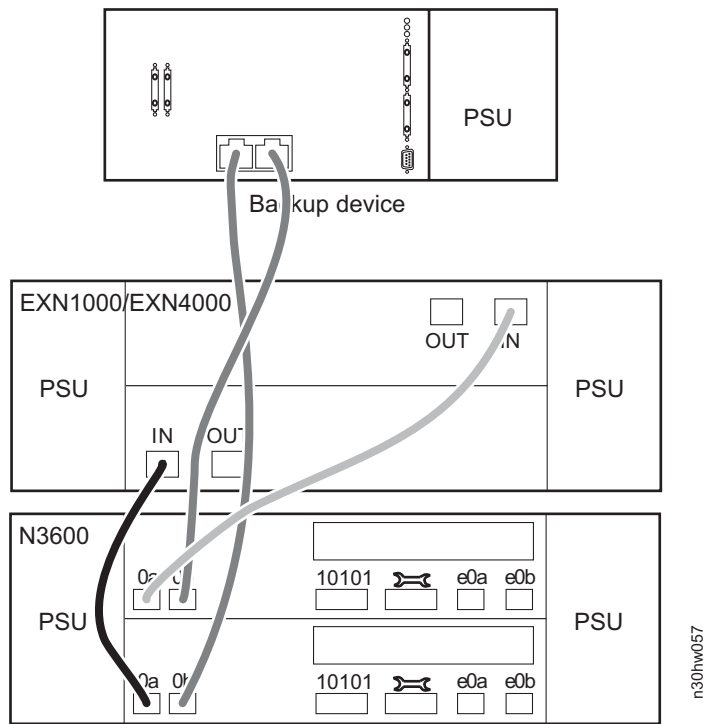 PSU
Backup device
EXN1000/EXN4000
OUT IN
PSU
PSU
IN OUT
N3600
0a 0b
10101 e0a e0b
PSU
PSU
0a 0b
10101 e0a e0b
n30hw057